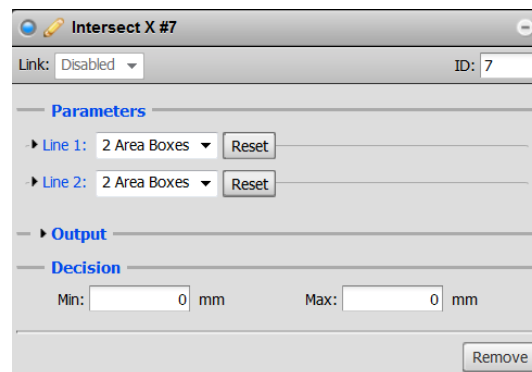 Intersect X #7
Link: Disabled ID: 7
Parameters
Line 1: 2 Area Boxes Reset
Line 2: 2 Area Boxes Reset
Output
Decision
Min: 0 mm Max: 0 mm
Remove